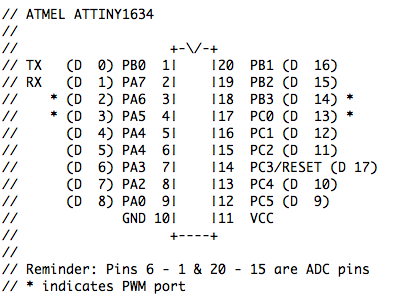 // ATMEL ATTINY1634
//
//                   +-\/-+
// TX   (D  0) PB0  1|    |20  PB1 (D  16)
// RX   (D  1) PA7  2|    |19  PB2 (D  15)
//    * (D  2) PA6  3|    |18  PB3 (D  14) *
//    * (D  3) PA5  4|    |17  PC0 (D  13) *
//      (D  4) PA4  5|    |16  PC1 (D  12)
//      (D  5) PA4  6|    |15  PC2 (D  11)
//      (D  6) PA3  7|    |14  PC3/RESET (D 17)
//      (D  7) PA2  8|    |13  PC4 (D  10)
//      (D  8) PA0  9|    |12  PC5 (D  9)
//             GND 10|    |11  VCC
//                   +----+
//
// Reminder: Pins 6 - 1 & 20 - 15 are ADC pins
// * indicates PWM port